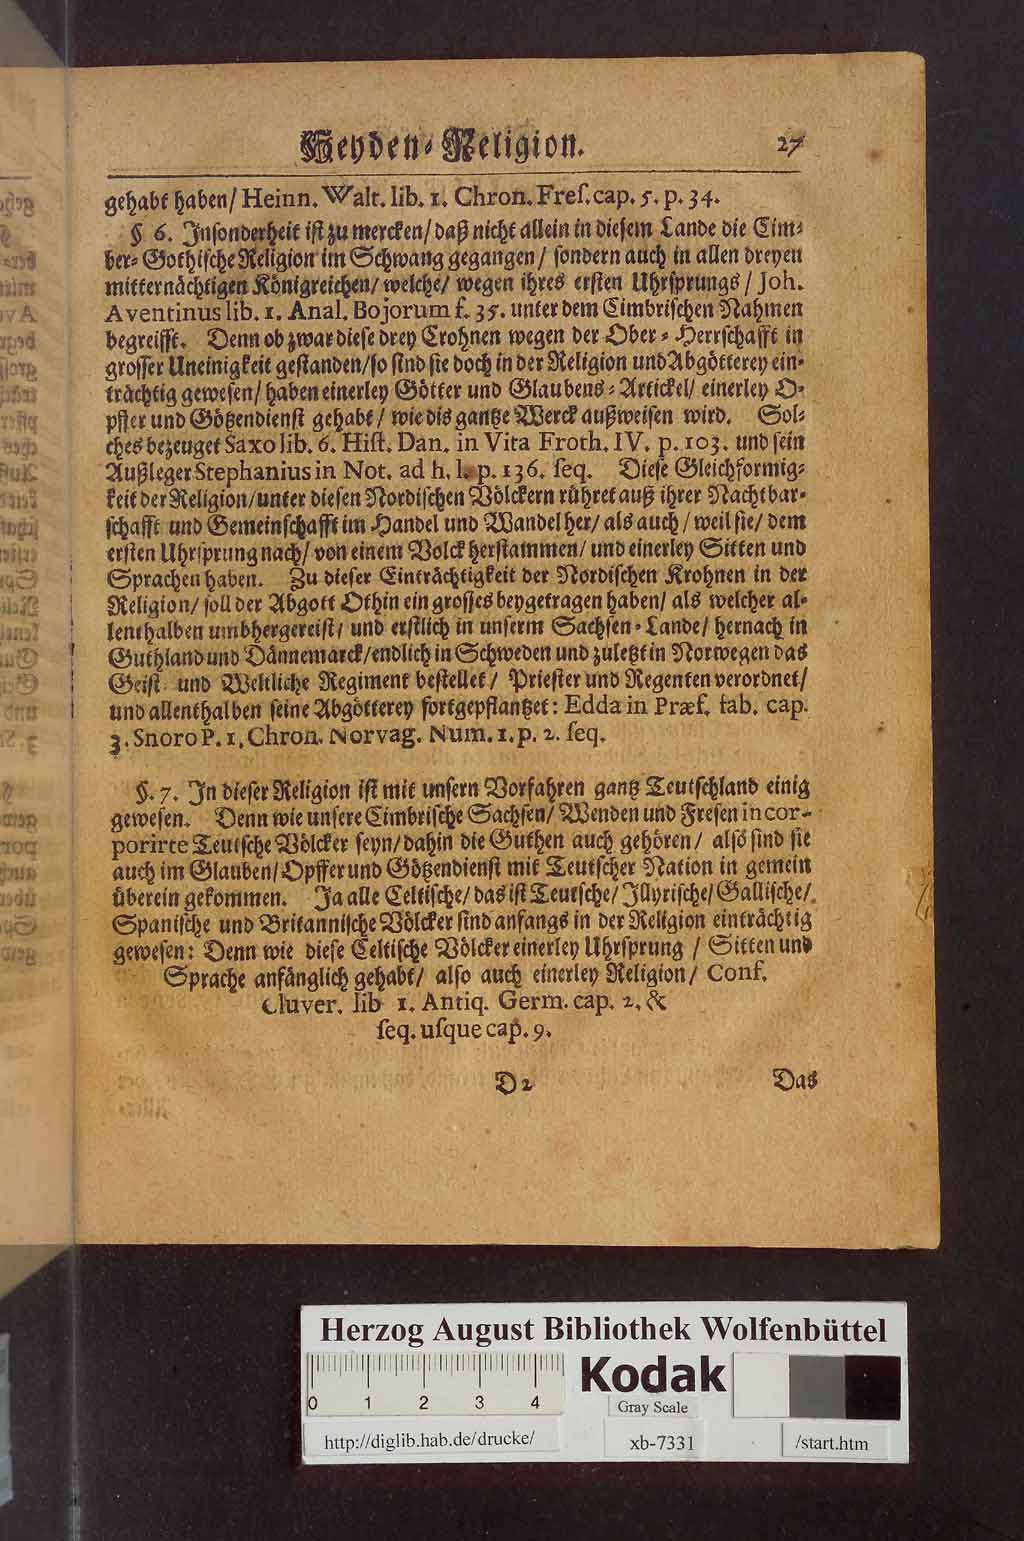 Heyden-Religion. 27
gehabt haben/ Heinn. Walt. lib. 1. Chron. Fres. cap. 5. p. 34.
§ 6. Insonderheit ist zu mercken/ daß nicht allein in diesem Lande die Cim-
ber-Gothische Religion im Schwang gegangen/ sondern auch in allen dreyen
mitternächtigen Königreichen/ welche/ wegen ihres ersten Uhrsprungs/ Joh.
Aventinus lib. 1. Anal. Bojorum f. 35. unter dem Cimbrischen Nahmen
begreifft. Denn ob zwar diese drey Crohnen wegen der Ober-Herrschafft in
grosser Uneinigkeit gestanden/ so sind sie doch in der Religion und Abgötterey ein-
trächtig gewesen/ haben einerley Götter und Glaubens-Artickel/ einerley O-
pffer und Götzendienst gehabt/ wie dis gantze Werck außweisen wird. Sol-
ches bezeuget Saxo lib. 6. Hist. Dan. in Vita Froth. IV. p. 103. und sein
Außleger Stephanius in Not. ad h. l. p. 136. seq. Diese Gleichformig-
keit der Religion/ unter diesen Nordischen Völckern rühret auß ihrer Nachtbar-
schafft und Gemeinschafft im Handel und Wandel her/ als auch/ weil sie/ dem
ersten Uhrsprung nach/ von einem Volck herstammen/ und einerley Sitten und
Sprachen haben. Zu dieser Einträchtigkeit der Nordischen Krohnen in der
Religion/ soll der Abgott Othin ein grosses beygetragen haben/ als welcher al-
lenthalben umbhergereist/ und erstlich in unserm Sachsen-Lande/ hernach in
Guthland und Dännemarck/ endlich in Schweden und zuletzt in Norwegen das
Geist- und Weltliche Regiment bestellet/ Priester und Regenten verordnet/
und allenthalben seine Abgötterey fortgepflantzet: Edda in Præf. fab. cap.
3. Snoro P. 1. Chron. Norvag. Num. 1. p. 2. seq.
§. 7. In dieser Religion ist mit unsern Vorfahren gantz Teutschland einig
gewesen. Denn wie unsere Cimbrische Sachsen/ Wenden und Fresen incor-
porirte Teutsche Völcker seyn/ dahin die Guthen auch gehören/ also sind sie
auch im Glauben/ Opffer und Götzendienst mit Teutscher Nation in gemein
überein gekommen. Ja alle Celtische/ das ist Teutsche/ Illyrische/ Gallische/
Spanische und Britannische Völcker sind anfangs in der Religion einträchtig
gewesen: Denn wie diese Celtische Völcker einerley Uhrsprung/ Sitten und
Sprache anfänglich gehabt/ also auch einerley Religion/ Conf.
Cluver. lib 1. Antiq. Germ. cap. 2. &
seq. usque cap. 9.
D 2 Das
Herzog August Bibliothek Wolfenbüttel
0 1 2 3 4
Kodak
Gray Scale
http://diglib.hab.de/drucke/ xb-7331 /start.htm